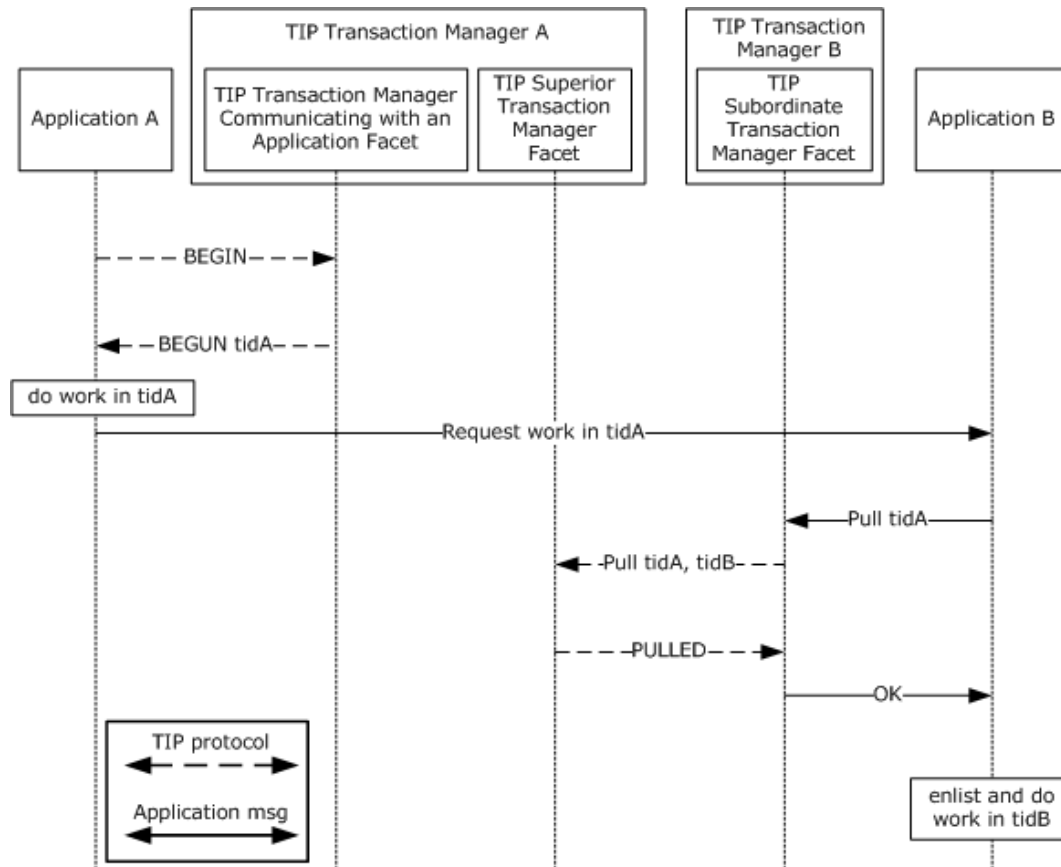 TIP Transaction Manager A
TIP Transaction
Manager B
Application A
TIP Transaction Manager
Communicating with an
Application Facet
TIP Superior
Transaction
Manager
Facet
TIP
Subordinate
Transaction
Manager Facet
Application B
BEGIN
BEGUN tidA
do work in tidA
Request work in tidA
Pull tidA
Pull tidA, tidB
PULLED
OK
TIP protocol
Application msg
enlist and do
work in tidB